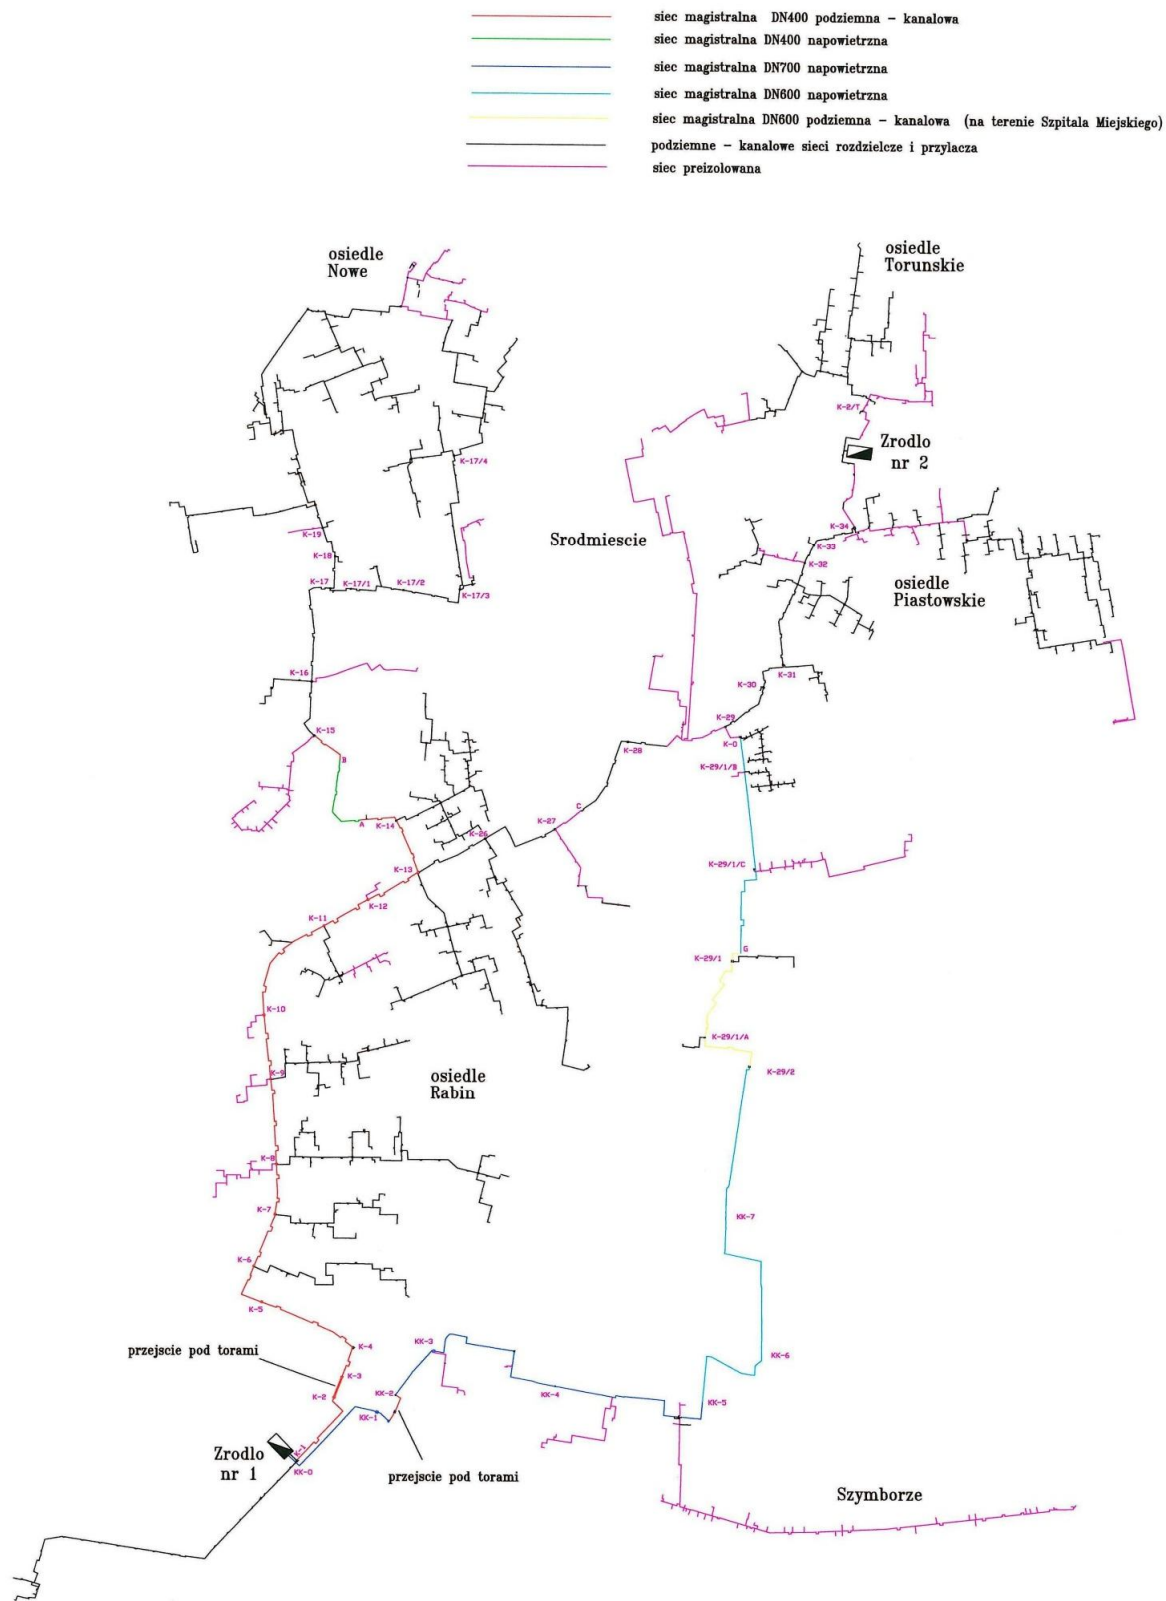 siec magistralna DN400 podziemna – kanalowa
siec magistralna DN400 napowietrzna
siec magistralna DN700 napowietrzna
siec magistralna DN600 napowietrzna
siec magistralna DN600 podziemna – kanalowa (na terenie Szpitala Miejskiego)
podziemne – kanalowe sieci rozdzielcze i przylacza
siec preizolowana
osiedle
Nowe
osiedle
Torunskie
K-2/T
Zrodlo
nr 2
K-17/4
K-34
K-19
Srodmiescie
K-33
K-18
K-32
K-17
K-17/1
K-17/2
K-17/3
osiedle
Piastowskie
K-16
K-31
K-30
K-29
K-15
K-0
K-28
B
K-29/1/B
C
A
K-14
K-26
K-27
K-13
K-29/1/C
K-12
K-11
G
K-29/1
K-10
K-29/1/A
K-9
K-29/2
osiedle
Rabin
K-8
K-7
KK-7
K-6
K-5
KK-3
K-4
przejscie pod torami
KK-6
K-3
K-2
KK-2
KK-4
KK-5
KK-1
K-1
Zrodlo
nr 1
KK-0
przejscie pod torami
Szymborze